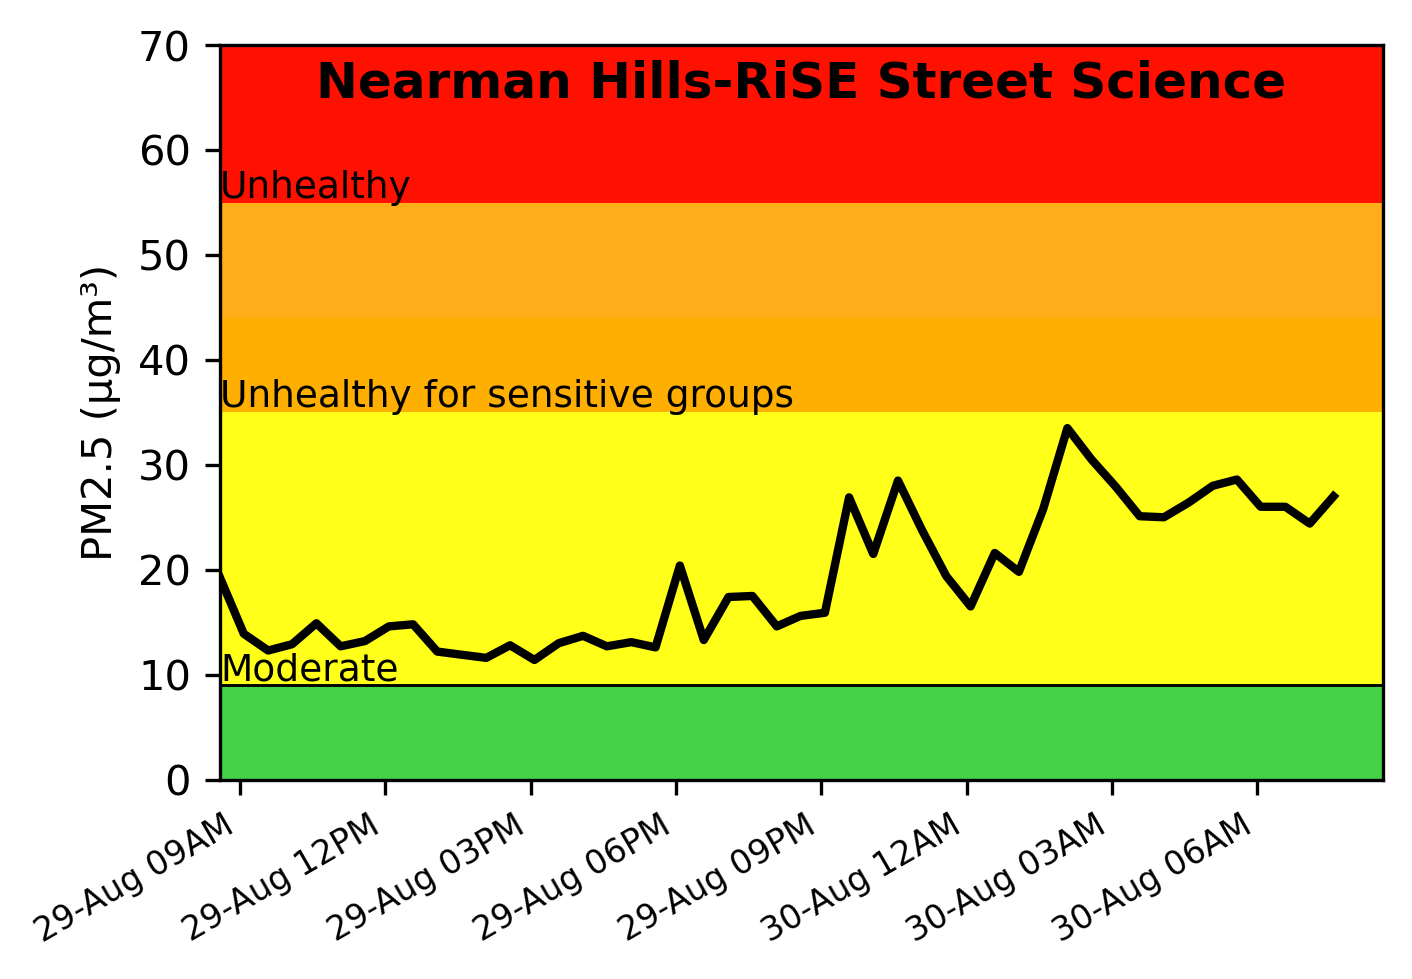 Nearman Hills-RiSE Street Science
70
60
50
40
30
20
10
0
PM2.5 (µg/m³)
Unhealthy
Unhealthy for sensitive groups
Moderate
29-Aug 09AM
29-Aug 12PM
29-Aug 03PM
29-Aug 06PM
29-Aug 09PM
30-Aug 12AM
30-Aug 03AM
30-Aug 06AM